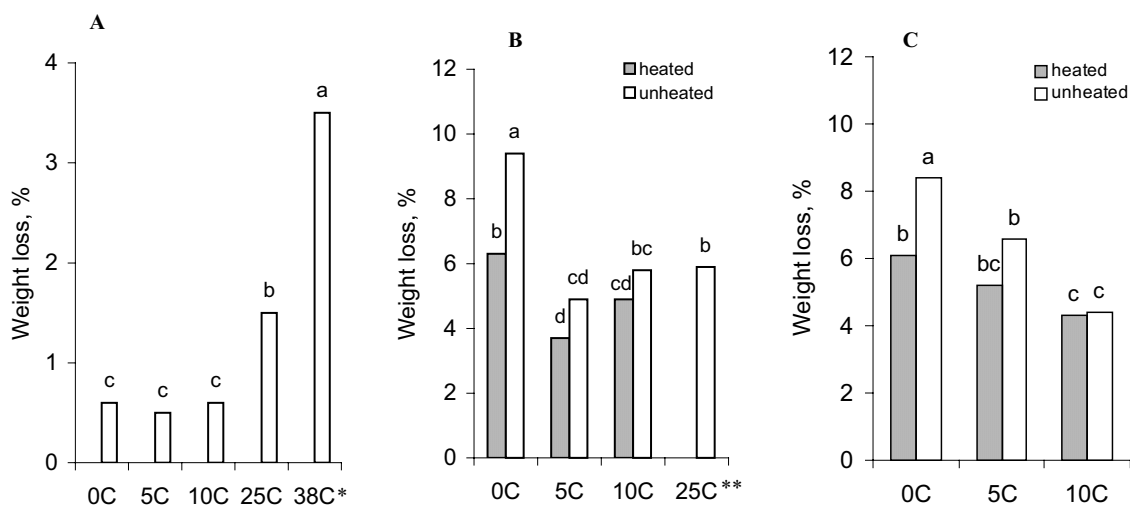 A
Weight loss, %
4
3
2
1
0
c
c
c
b
a
0C 5C 10C 25C 38C*
B
heated
unheated
Weight loss, %
12
10
8
6
4
2
0
b
a
d
cd
cd
bc
b
0C 5C 10C 25C**
C
heated
unheated
Weight loss, %
12
10
8
6
4
2
0
b
a
bc
b
c
c
0C 5C 10C